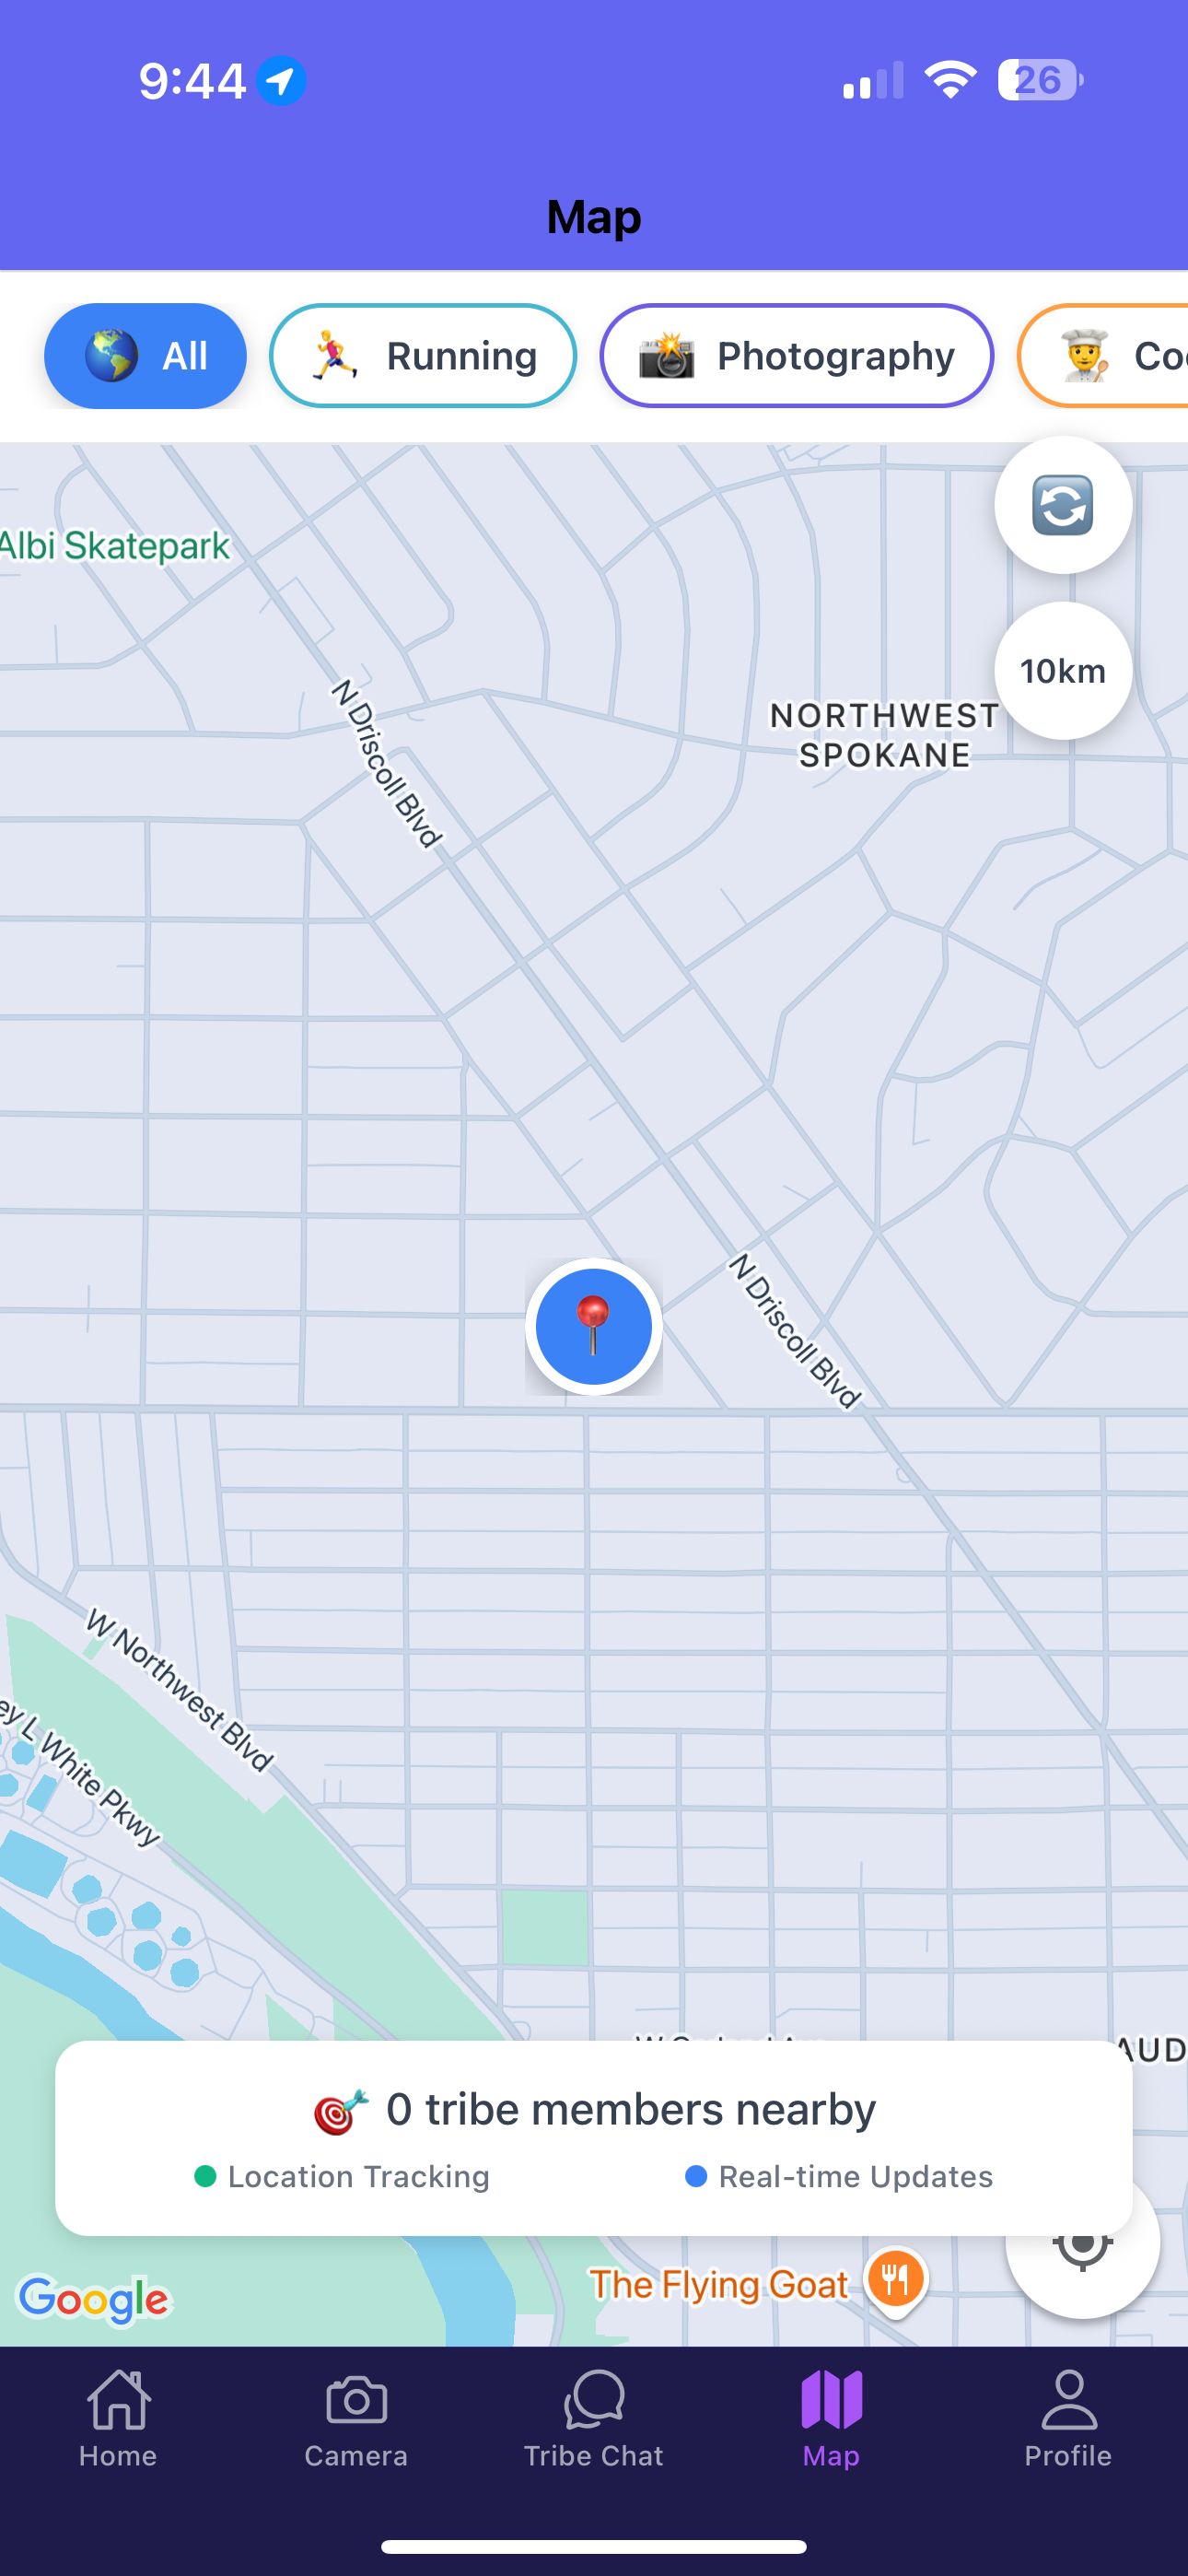 9:44
26
Map
All
Running
Photography
Co
Albi Skatepark
10km
N Driscoll Blvd
NORTHWEST
SPOKANE
N Driscoll Blvd
W Northwest Blvd
ey L White Pkwy
AUD
0 tribe members nearby
Location Tracking
Real-time Updates
The Flying Goat
Google
Home
Camera
Tribe Chat
Map
Profile